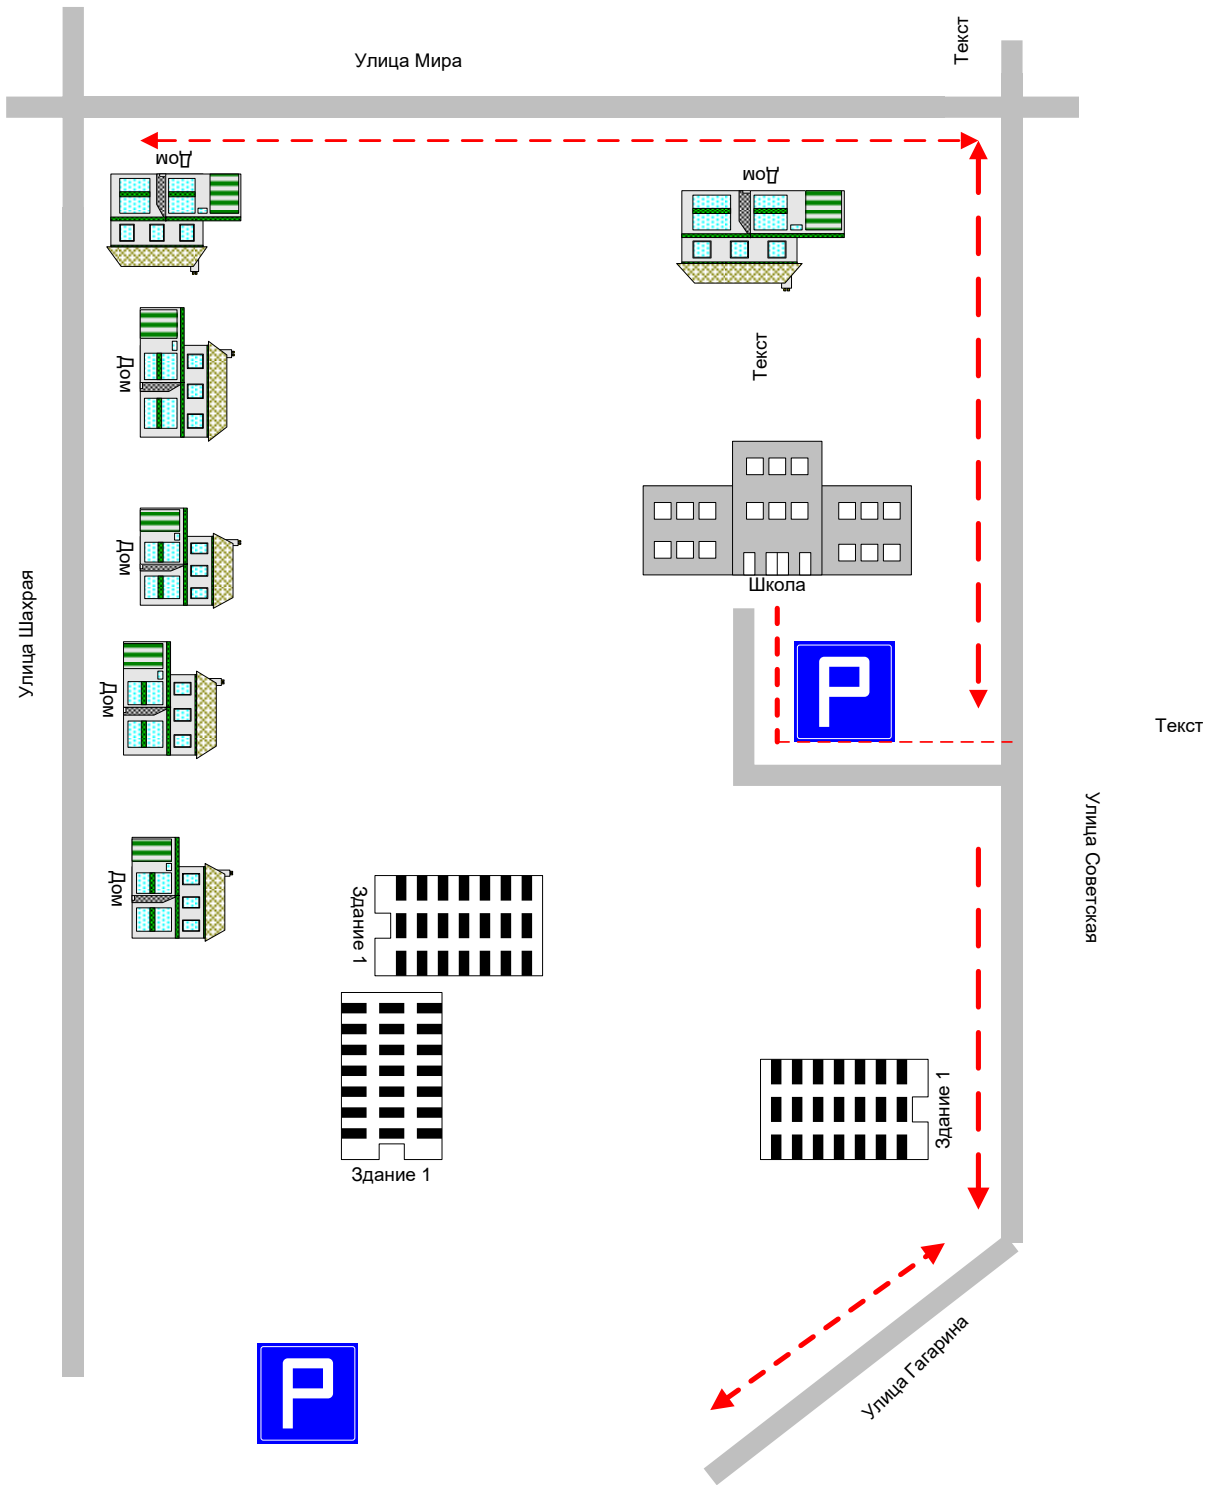 Текст
Улица Мира
Дом
Дом
Текст
Дом
Дом
Школа
Улица Шахрая
Дом
P
Текст
Улица Советская
Дом
Здание 1
Здание 1
Здание 1
Улица Гагарина
P